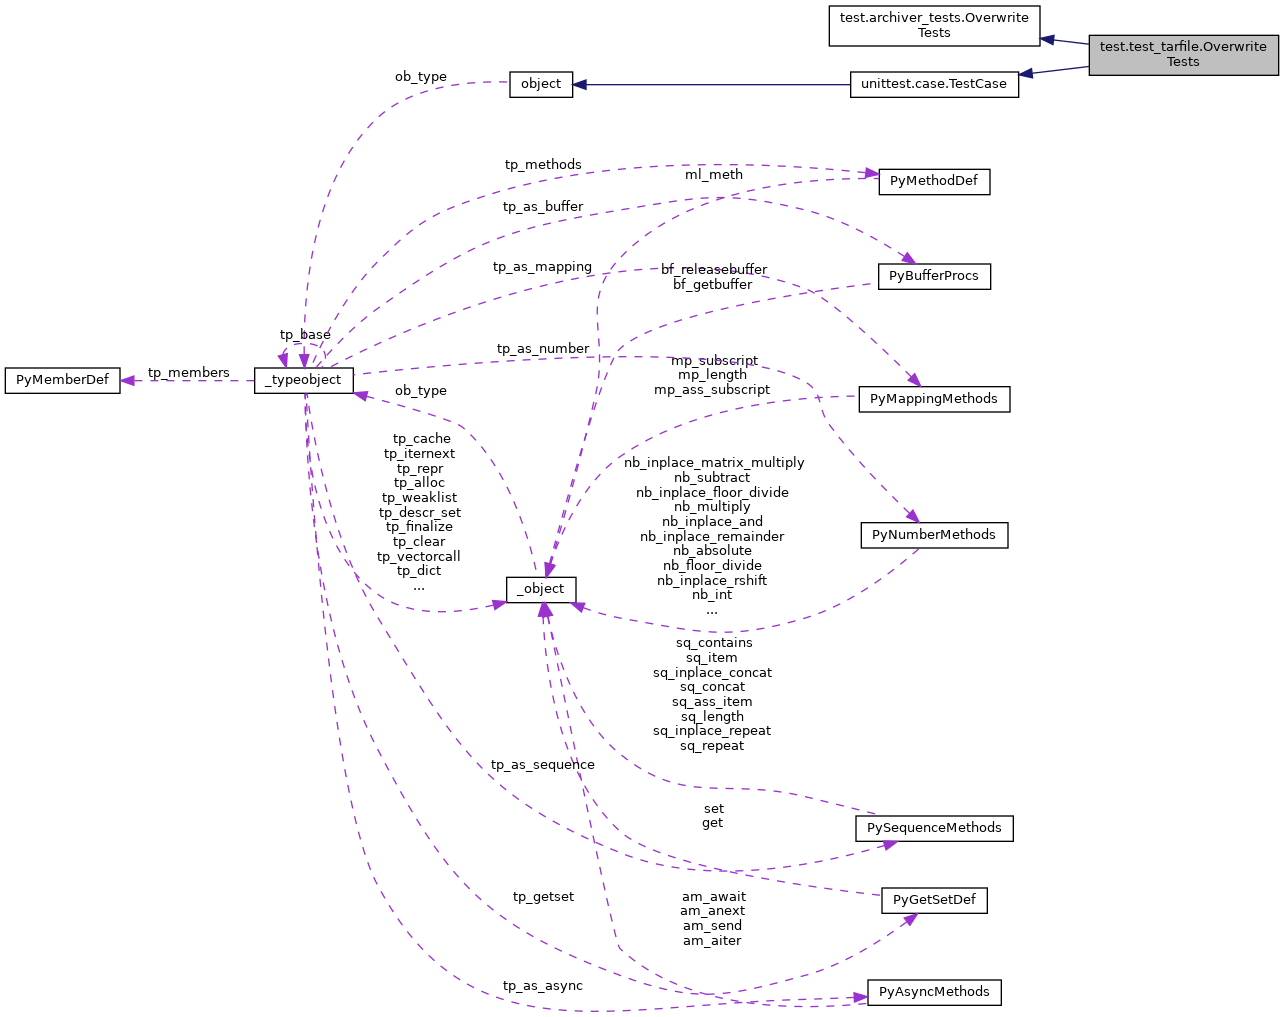 test.archiver_tests.Overwrite
Tests
test.test_tarfile.Overwrite
Tests
ob_type
object
unittest.case.TestCase
tp_methods
ml_meth
PyMethodDef
tp_as_buffer
tp_as_mapping
bf_releasebuffer
bf_getbuffer
PyBufferProcs
tp_base
tp_as_number
PyMemberDef
tp_members
_typeobject
ob_type
mp_subscript
mp_length
mp_ass_subscript
PyMappingMethods
tp_cache
tp_iternext
tp_repr
tp_alloc
tp_weaklist
tp_descr_set
tp_finalize
tp_clear
tp_vectorcall
tp_dict
...
nb_inplace_matrix_multiply
nb_subtract
nb_inplace_floor_divide
nb_multiply
nb_inplace_and
nb_inplace_remainder
nb_absolute
nb_floor_divide
nb_inplace_rshift
nb_int
...
PyNumberMethods
_object
sq_contains
sq_item
sq_inplace_concat
sq_concat
sq_ass_item
sq_length
sq_inplace_repeat
sq_repeat
tp_as_sequence
set
get
PySequenceMethods
tp_getset
am_await
am_anext
am_send
am_aiter
PyGetSetDef
tp_as_async
PyAsyncMethods